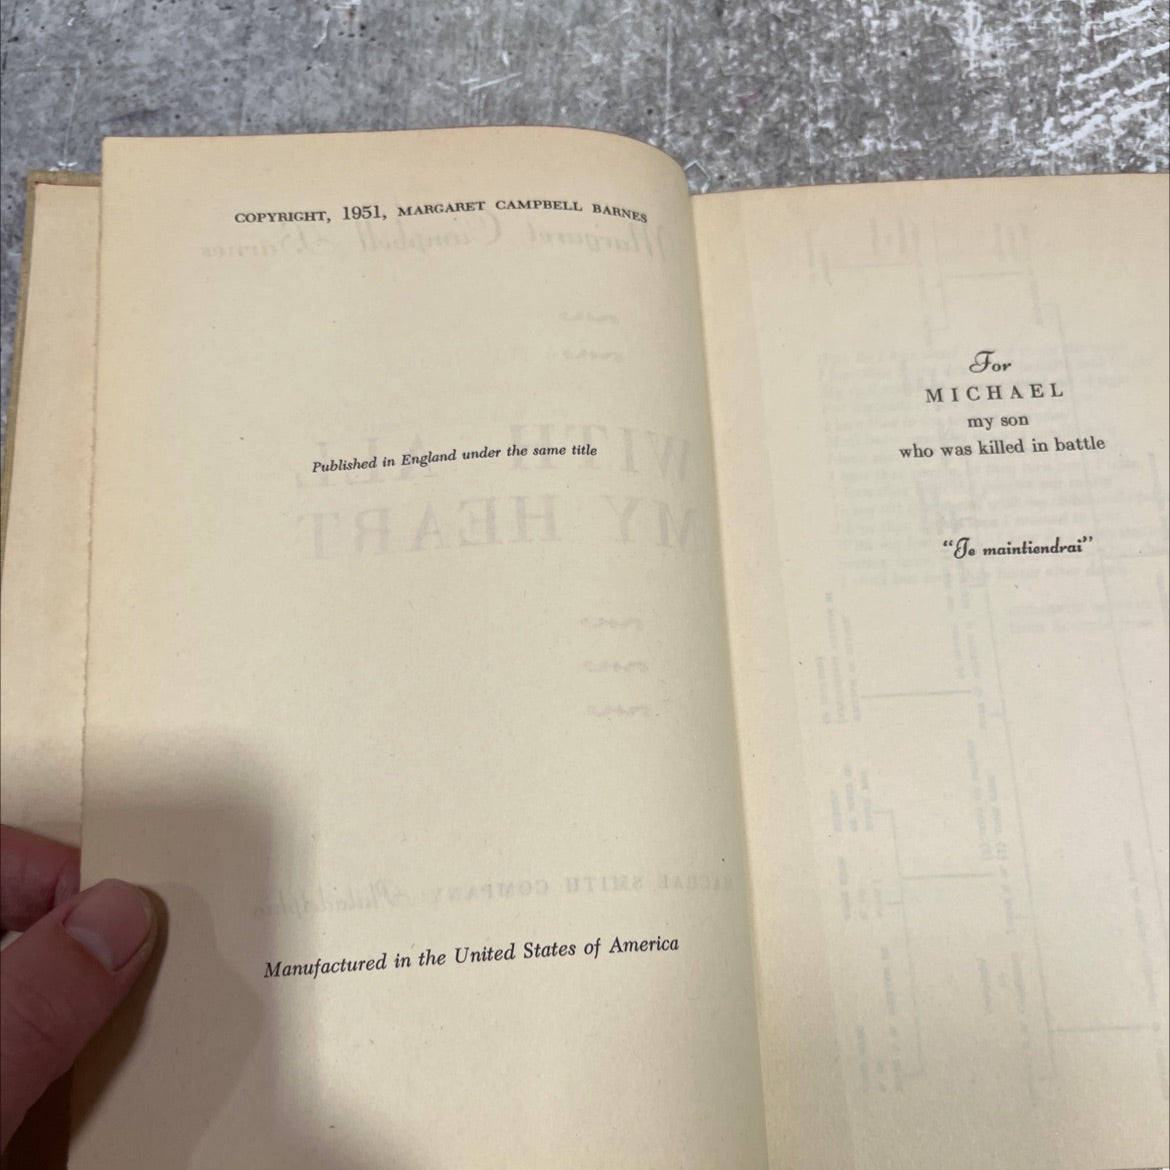 COPYRIGHT, 1951, MARGARET CAMPBELL BARNES
Published in England under the same title
Manufactured in the United States of America
For
MICHAEL
my son
who was killed in battle
“Je maintiendrai”